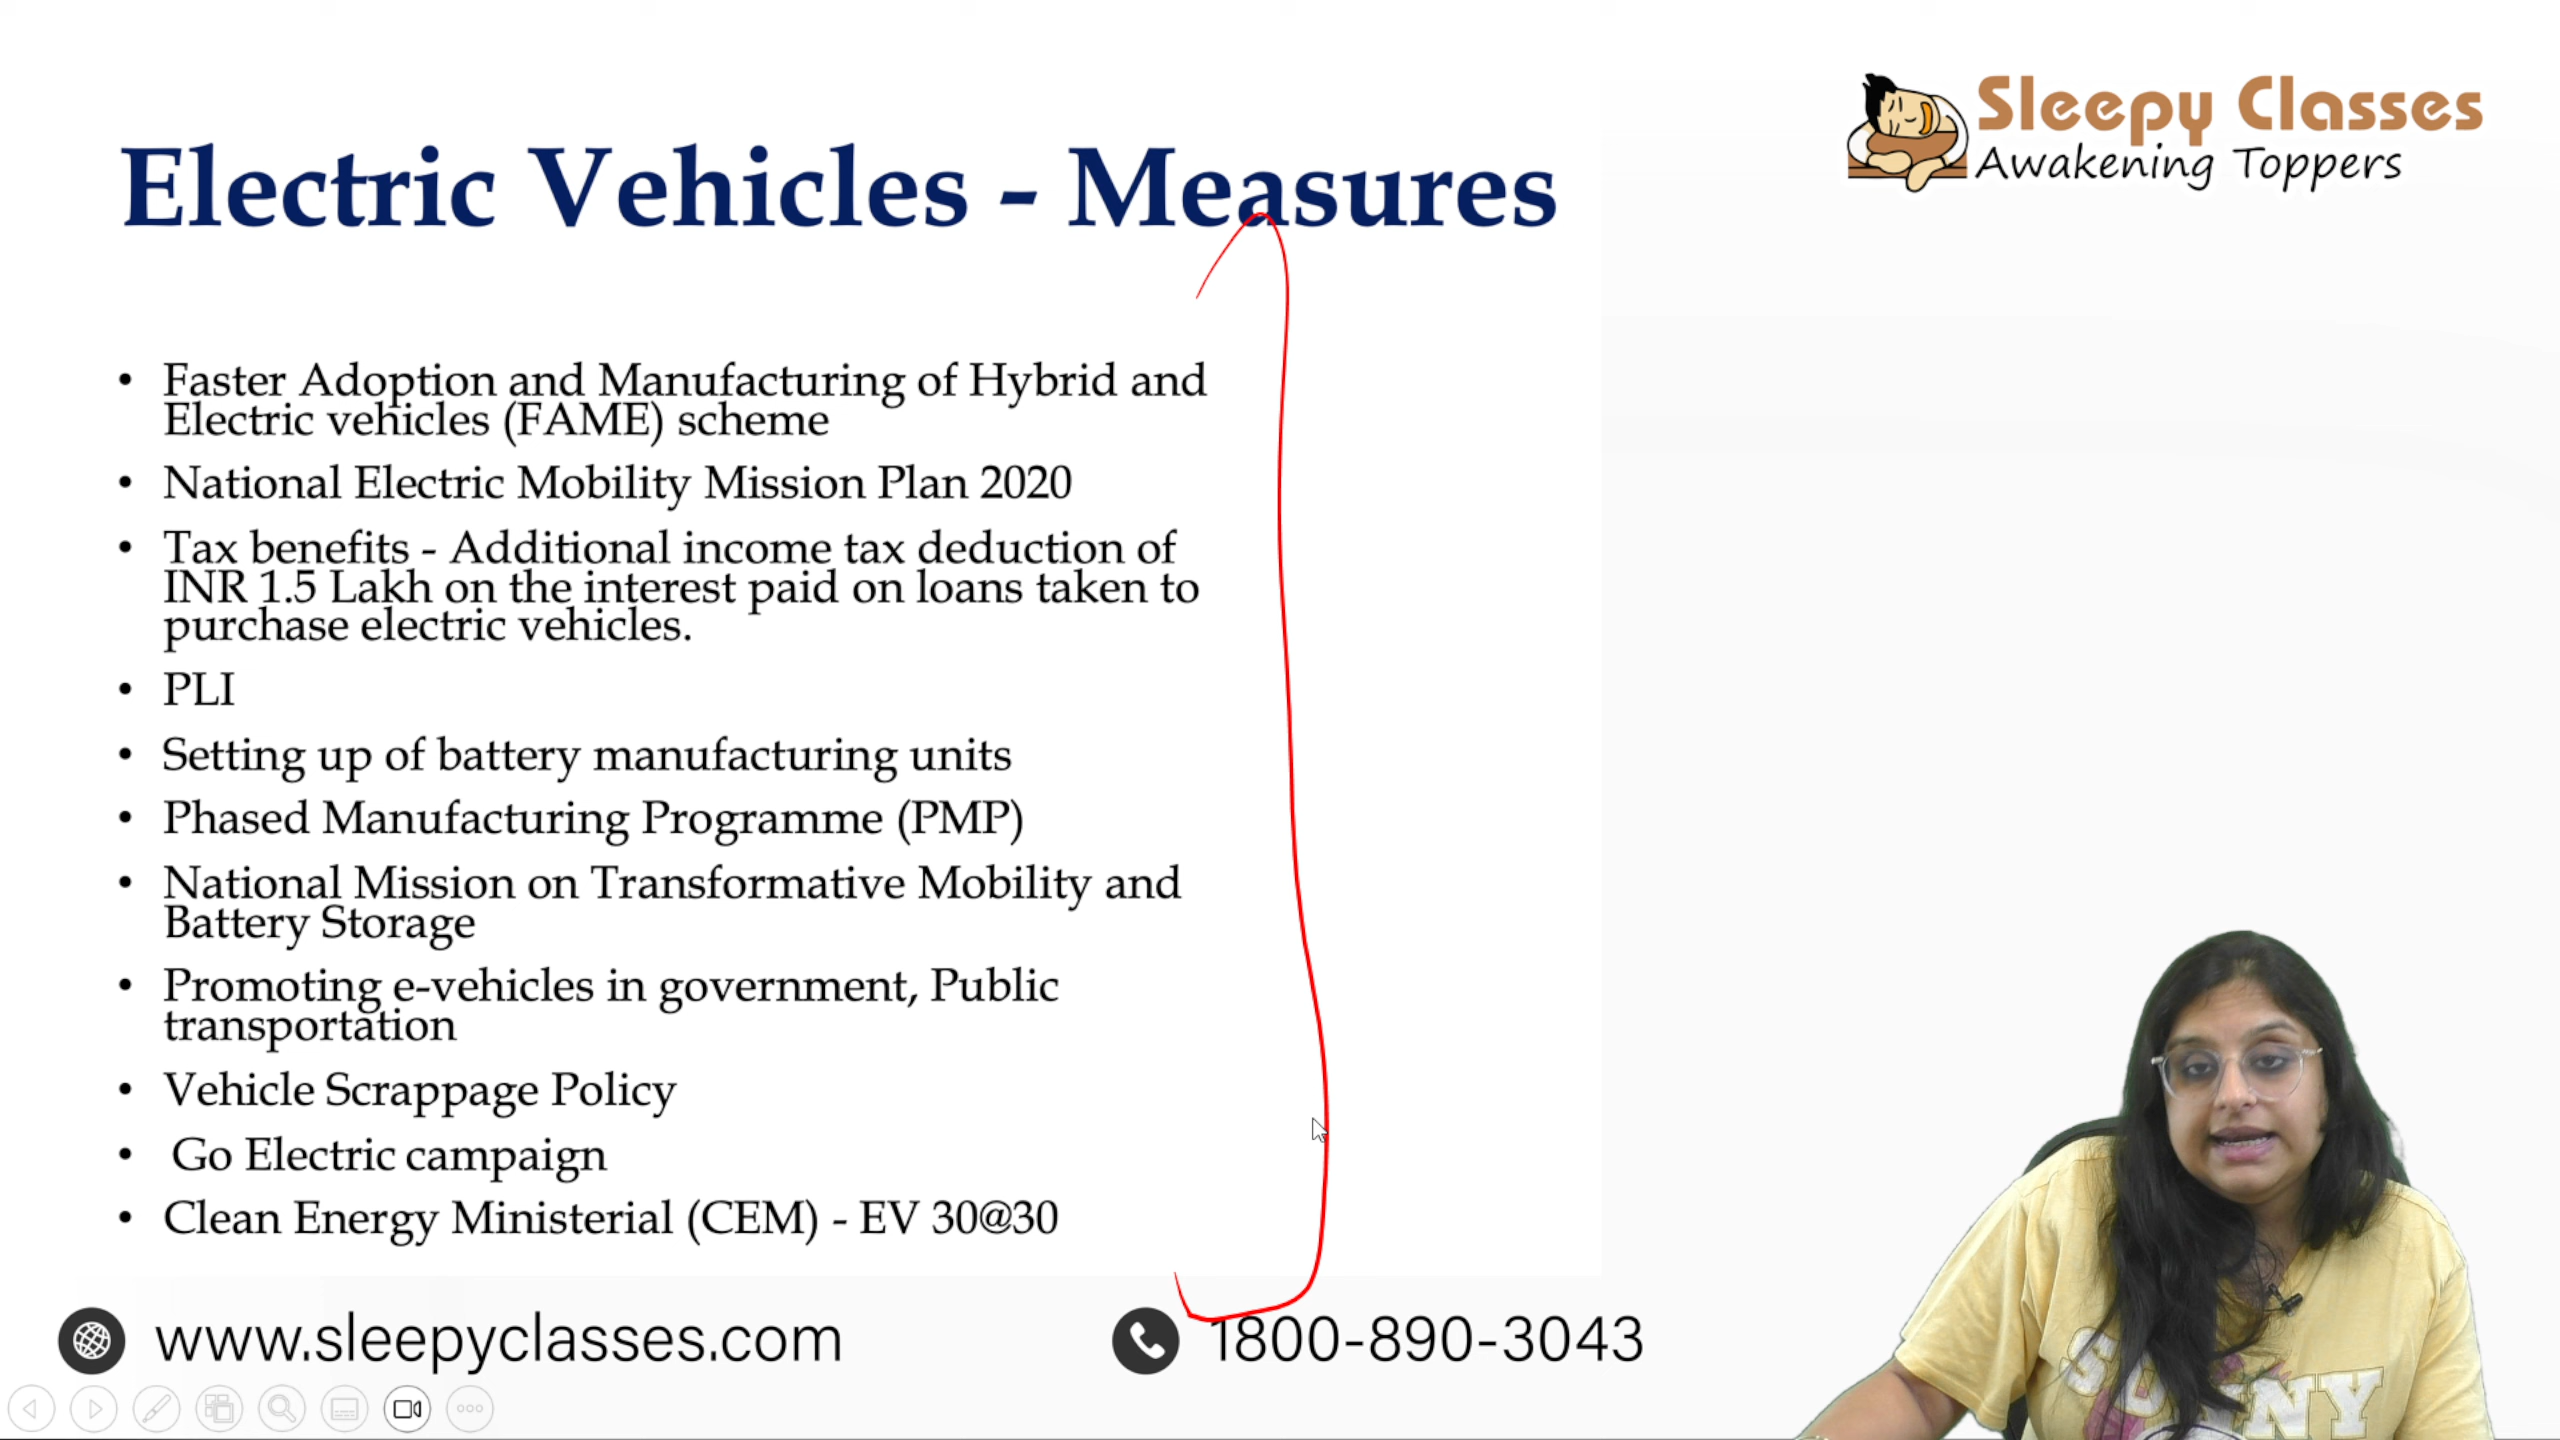 Sleepy Classes
Awakening Toppers
Electric Vehicles - Measures
• Faster Adoption and Manufacturing of Hybrid and
Electric vehicles (FAME) scheme
• National Electric Mobility Mission Plan 2020
• Tax benefits - Additional income tax deduction of
INR 1.5 Lakh on the interest paid on loans taken to
purchase electric vehicles.
• PLI
• Setting up of battery manufacturing units
• Phased Manufacturing Programme (PMP)
• National Mission on Transformative Mobility and
Battery Storage
• Promoting e-vehicles in government, Public
transportation
• Vehicle Scrappage Policy
• Go Electric campaign
• Clean Energy Ministerial (CEM) - EV 30@30
www.sleepyclasses.com
1800-890-3043